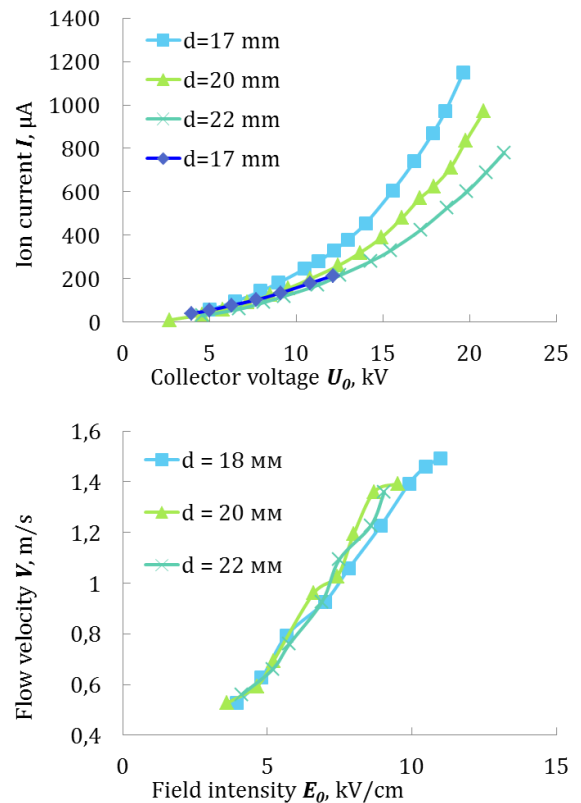 Ion current I, µA
1400
1200
1000
800
600
400
200
0
d=17 mm
d=20 mm
d=22 mm
d=17 mm
0 5 10 15 20 25
Collector voltage U₀, kV
Flow velocity V, m/s
1,6
1,4
1,2
1
0,8
0,6
0,4
d = 18 мм
d = 20 мм
d = 22 мм
0 5 10 15
Field intensity E₀, kV/cm